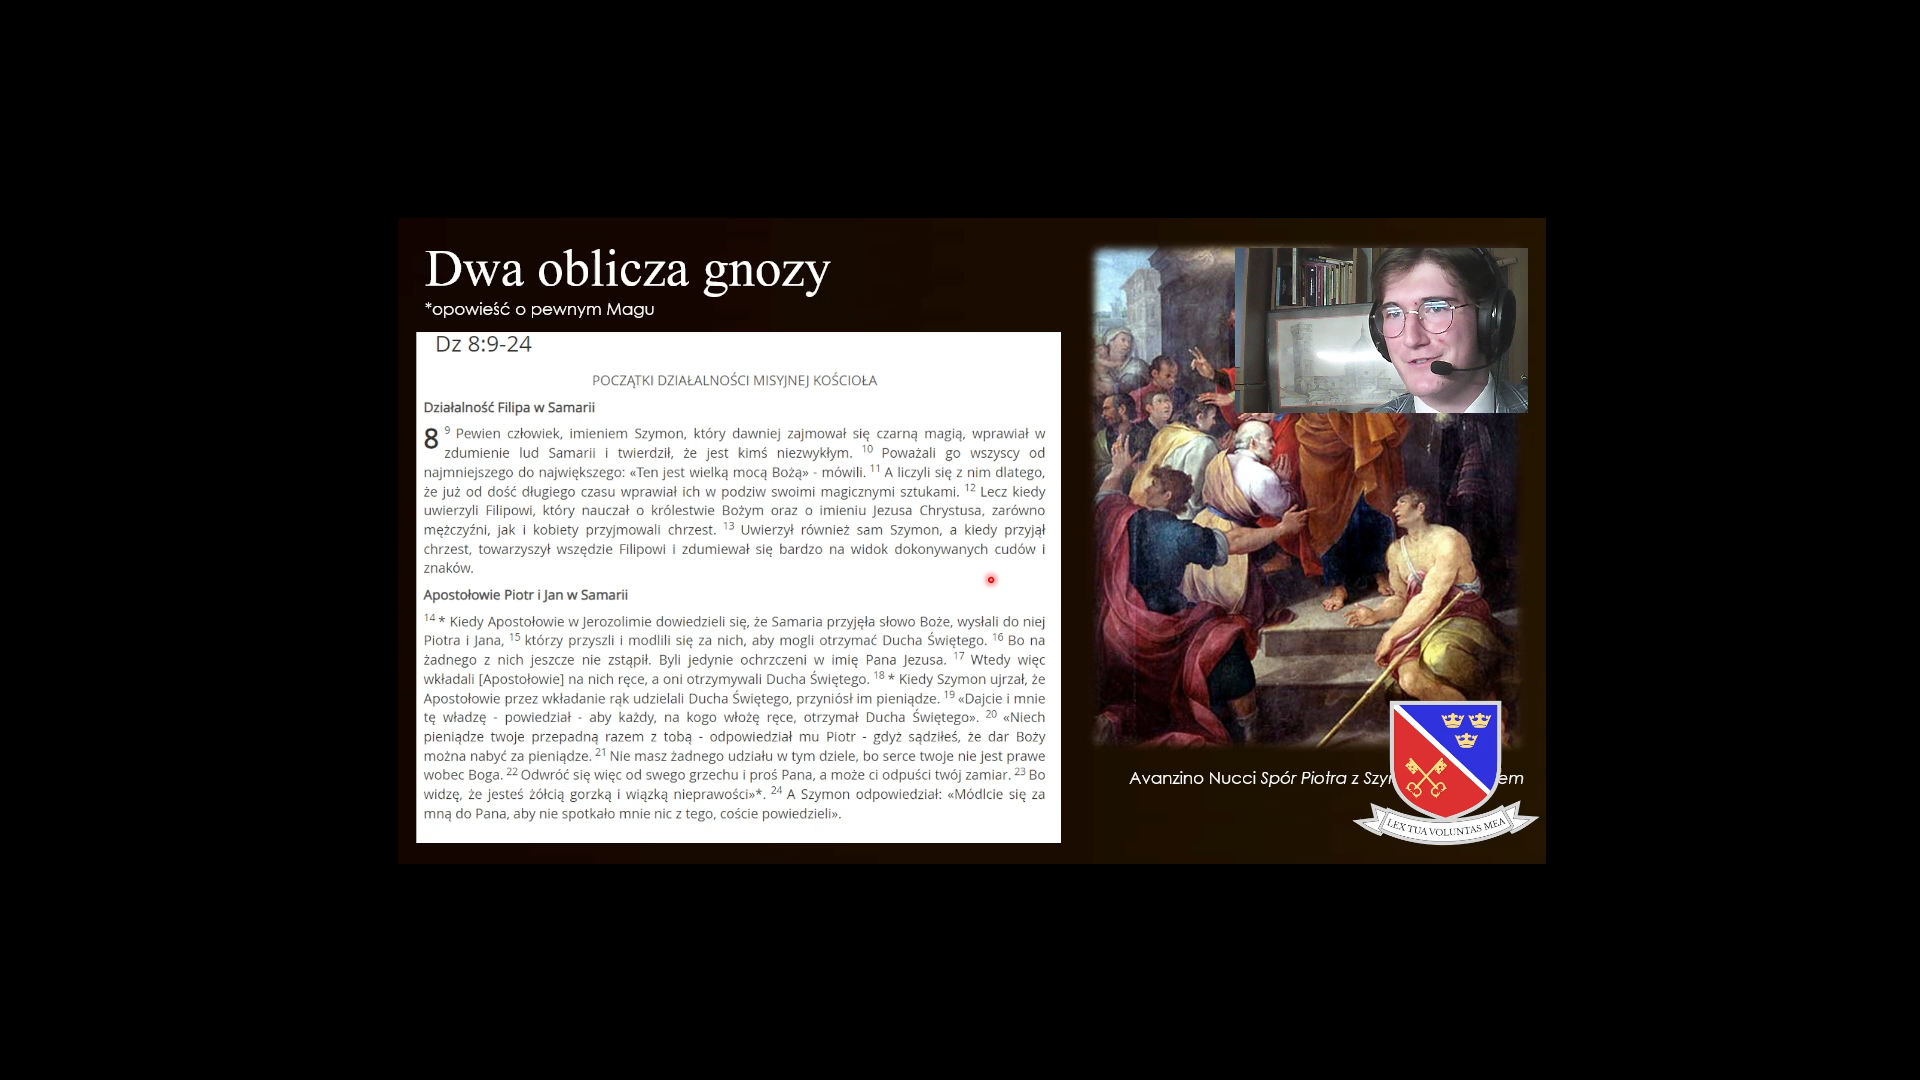 Dwa oblicza gnozy
*opowieść o pewnym Magu
Dz 8:9-24
POCZĄTKI DZIAŁALNOŚCI MISYJNEJ KOŚCIOŁA
Działalność Filipa w Samarii
8 9 Pewien człowiek, imieniem Szymon, który dawniej zajmował się czarną magią, wprawiał w
zdumienie lud Samarii i twierdził, że jest kimś niezwykłym. 10 Poważali go wszyscy od
najmniejszego do największego: «Ten jest wielką mocą Bożą» - mówili. 11 A liczyli się z nim dlatego,
że już od dość długiego czasu wprawiał ich w podziw swoimi magicznymi sztukami. 12 Lecz kiedy
uwierzyli Filipowi, który nauczał o królestwie Bożym oraz o imieniu Jezusa Chrystusa, zarówno
mężczyźni, jak i kobiety przyjmowali chrzest. 13 Uwierzył również sam Szymon, a kiedy przyjął
chrzest, towarzyszył wszędzie Filipowi i zdumiewał się bardzo na widok dokonywanych cudów i
znaków.
Apostołowie Piotr i Jan w Samarii
14 * Kiedy Apostołowie w Jerozolimie dowiedzieli się, że Samaria przyjęła słowo Boże, wysłali do niej
Piotra i Jana, 15 którzy przyszli i modlili się za nich, aby mogli otrzymać Ducha Świętego. 16 Bo na
żadnego z nich jeszcze nie zstąpił. Byli jedynie ochrzczeni w imię Pana Jezusa. 17 Wtedy więc
wkładali [Apostołowie] na nich ręce, a oni otrzymywali Ducha Świętego. 18 * Kiedy Szymon ujrzał, że
Apostołowie przez wkładanie rąk udzielali Ducha Świętego, przyniósł im pieniądze. 19 «Dajcie i mnie
tę władzę - powiedział - aby każdy, na kogo włożę ręce, otrzymał Ducha Świętego». 20 «Niech
pieniądze twoje przepadną razem z tobą - odpowiedział mu Piotr - gdyż sądziłeś, że dar Boży
można nabyć za pieniądze. 21 Nie masz żadnego udziału w tym dziele, bo serce twoje nie jest prawe
wobec Boga. 22 Odwróć się więc od swego grzechu i proś Pana, a może ci odpuści twój zamiar. 23 Bo
widzę, że jesteś żółcią gorzką i wiązką nieprawości»*. 24 A Szymon odpowiedział: «Módlcie się za
mną do Pana, aby nie spotkało mnie nic z tego, coście powiedzieli».
Avanzino Nucci Spór Piotra z
LEX TUA VOLUNTAS MEA